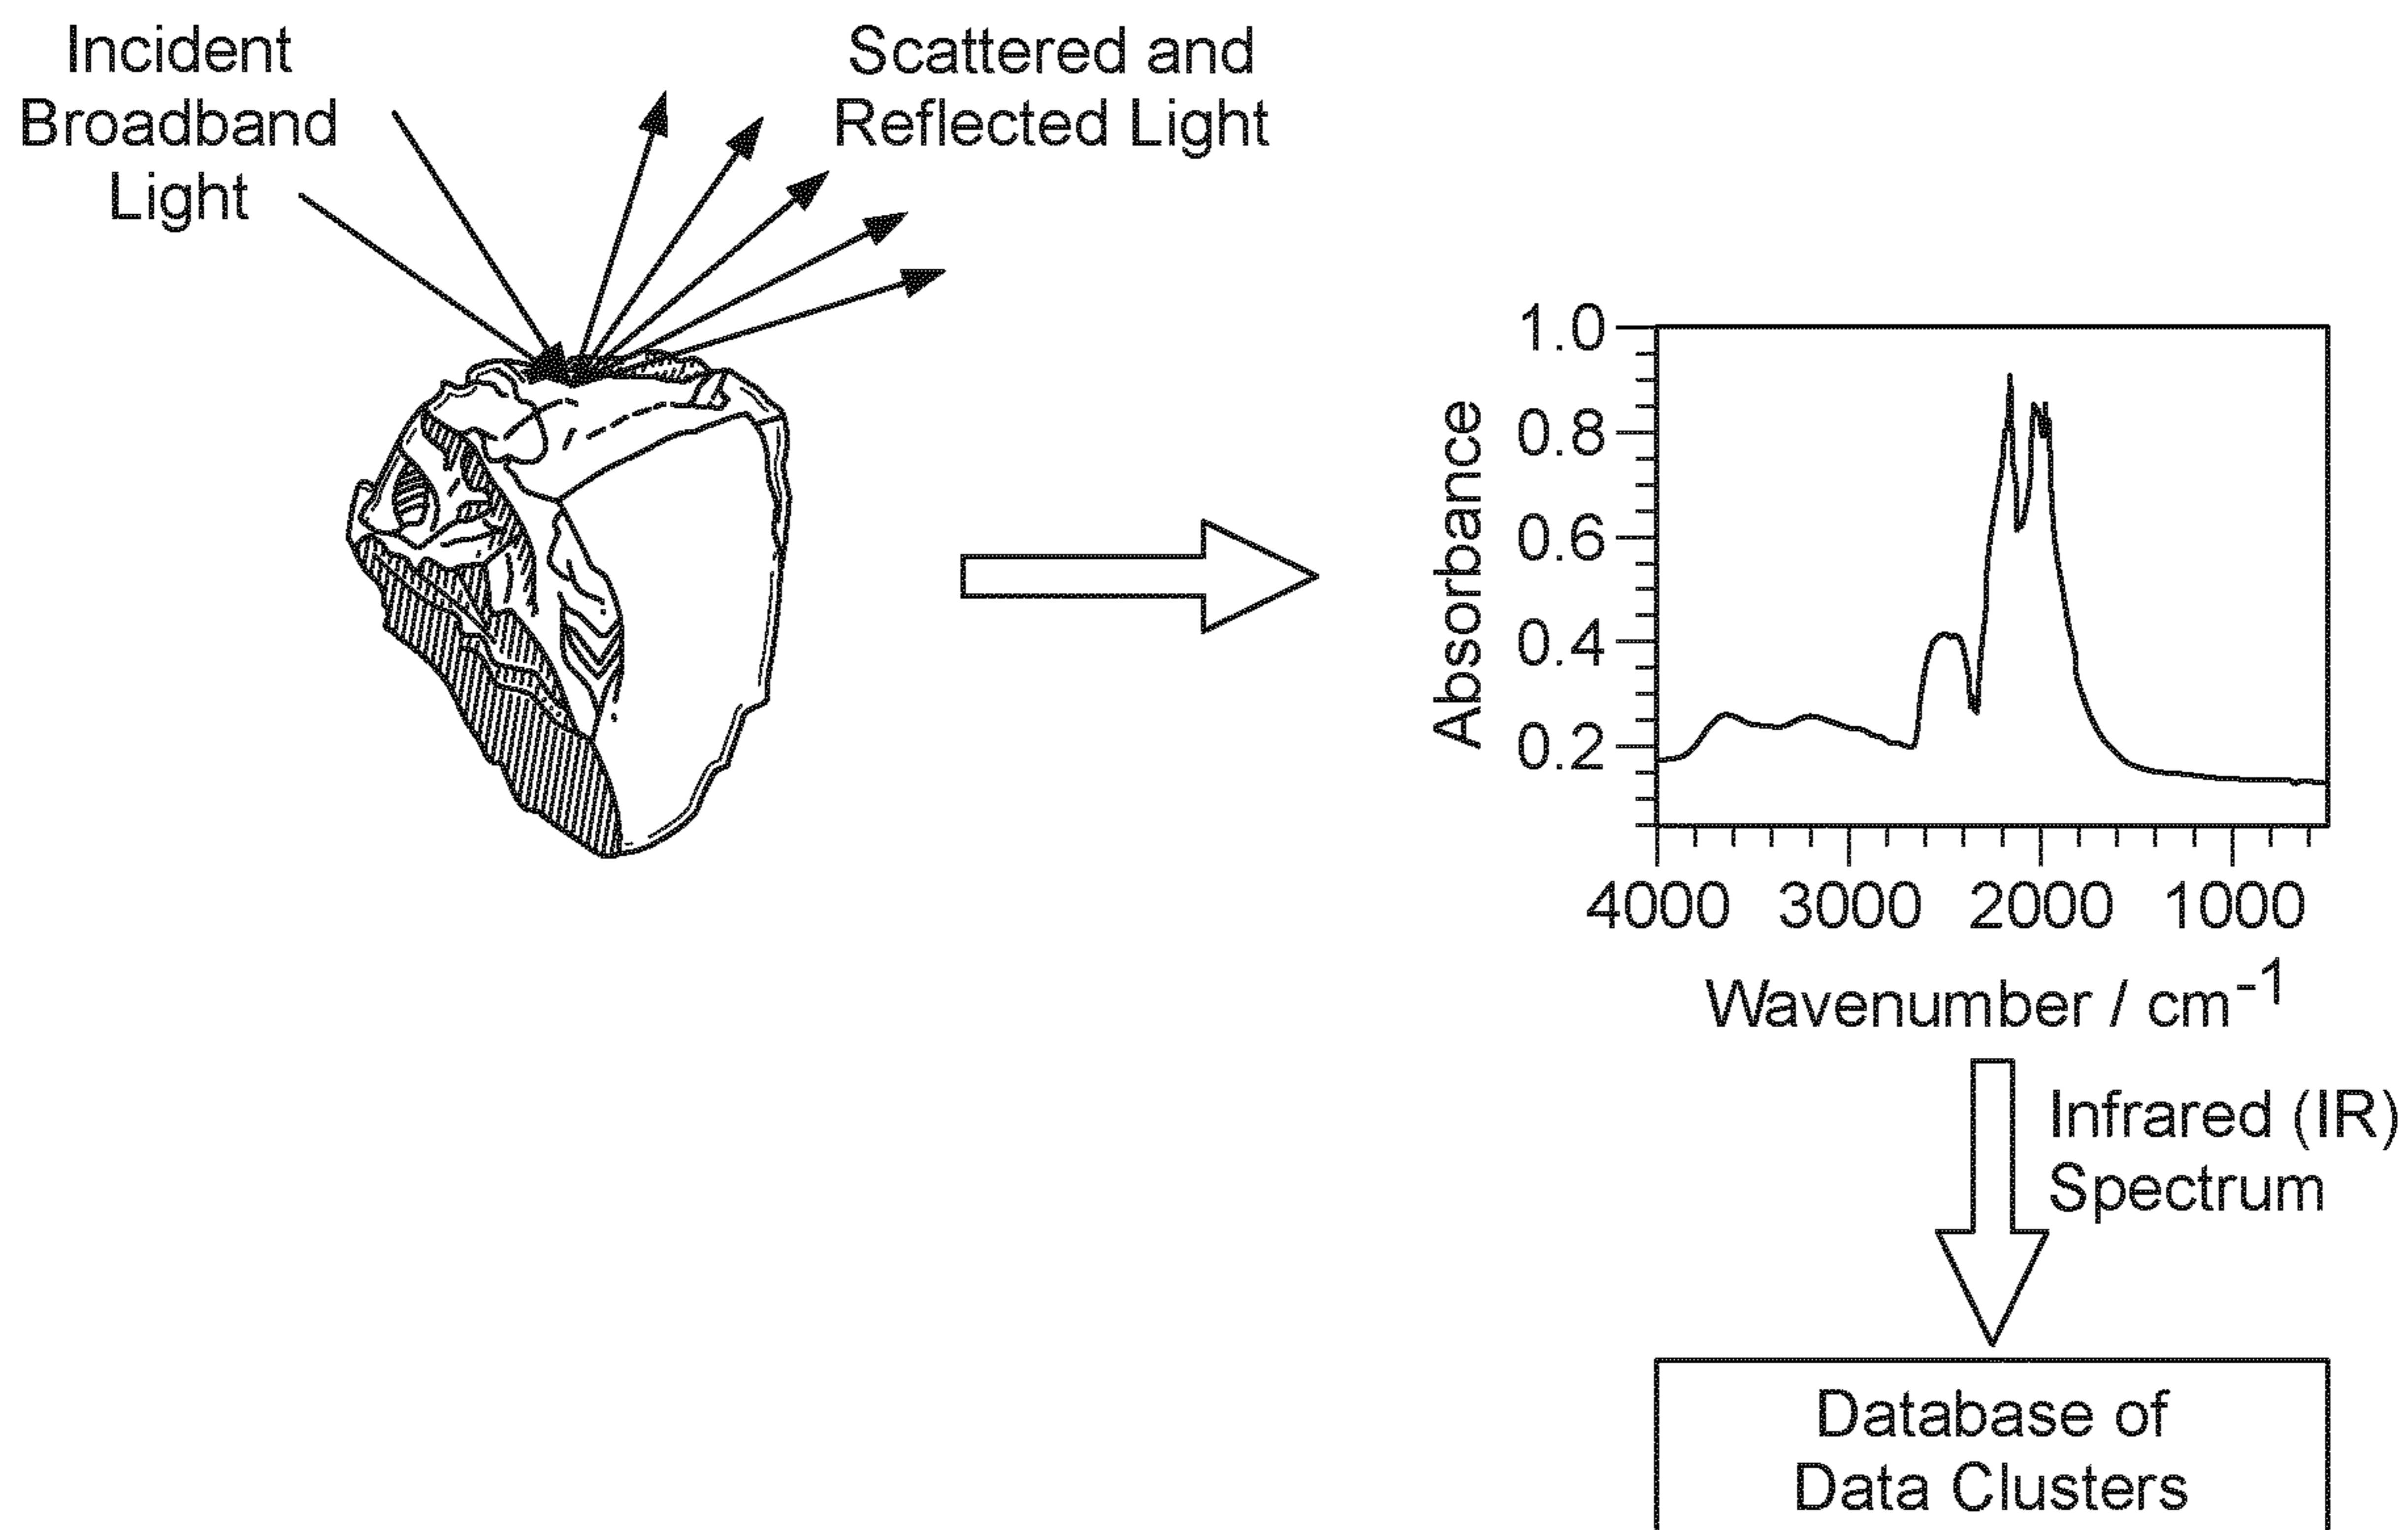 Incident
Broadband
Light
Scattered and
Reflected Light
1.0
0.8
0.6
0.4
0.2
Absorbance
4000 3000 2000 1000
Wavenumber / cm⁻¹
Infrared (IR)
Spectrum
Database of
Data Clusters